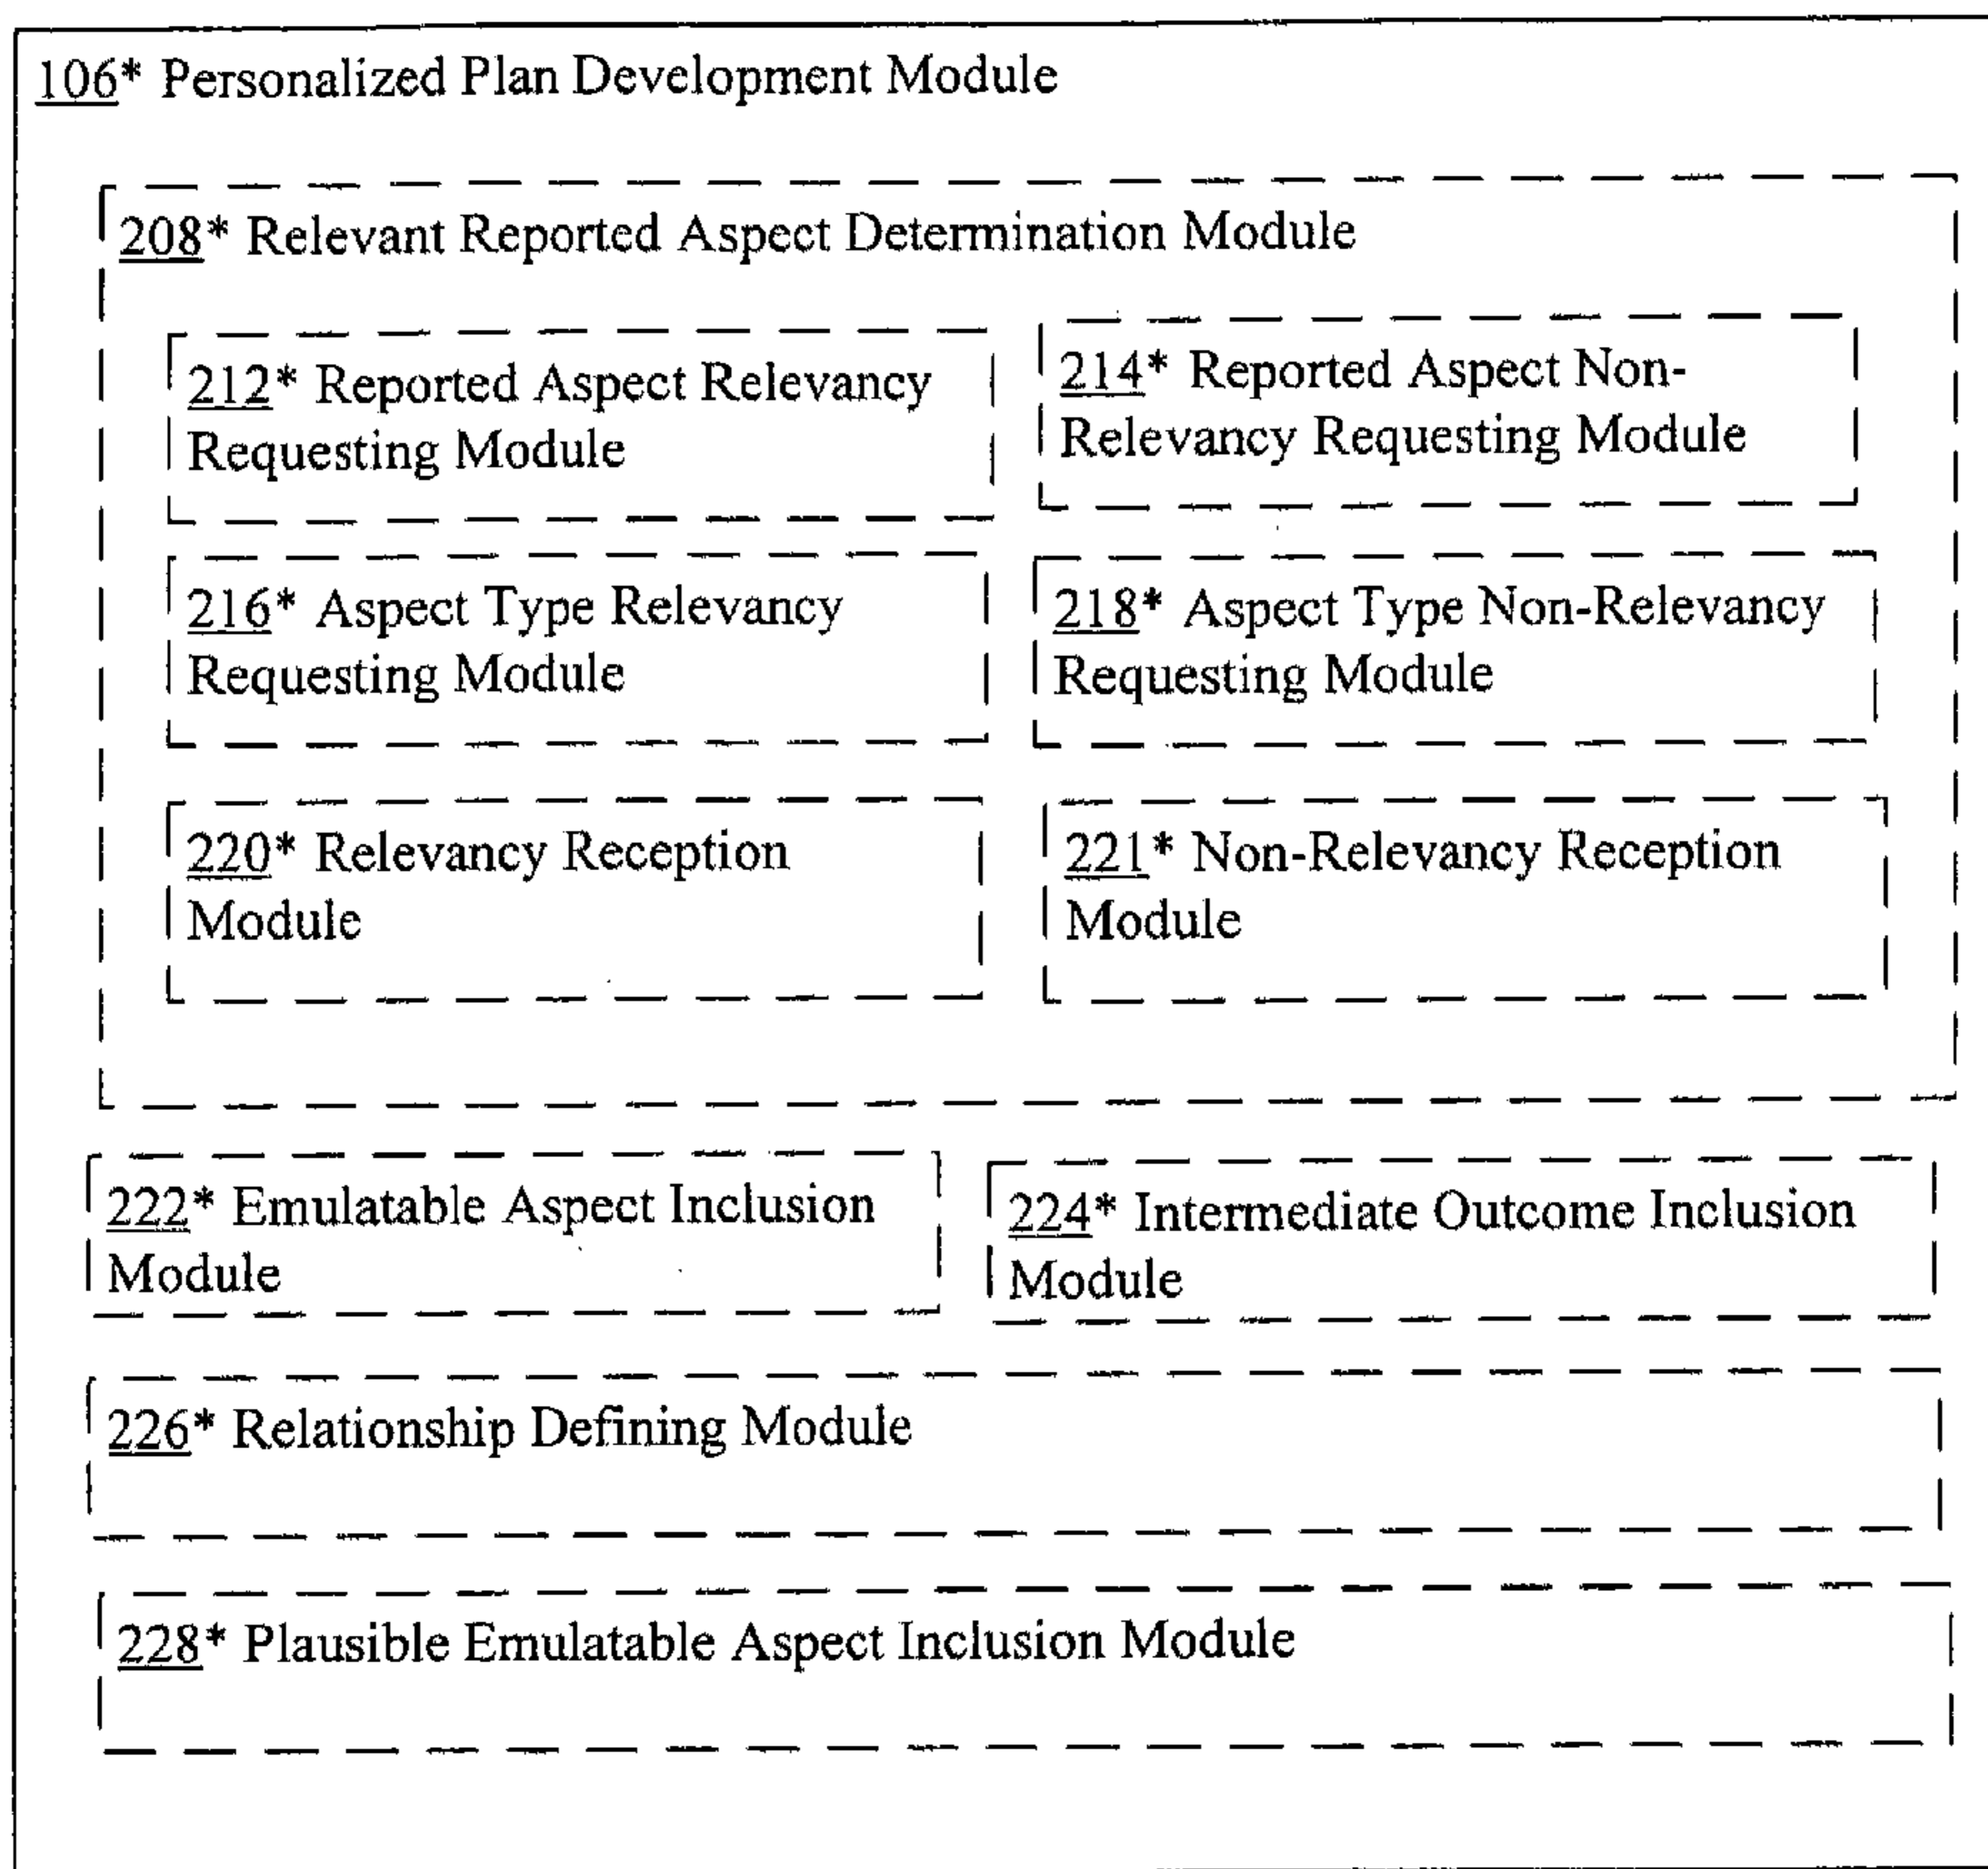 106* Personalized Plan Development Module
208* Relevant Reported Aspect Determination Module
212* Reported Aspect Relevancy
Requesting Module
214* Reported Aspect Non-
Relevancy Requesting Module
216* Aspect Type Relevancy
Requesting Module
218* Aspect Type Non-Relevancy
Requesting Module
220* Relevancy Reception
Module
221* Non-Relevancy Reception
Module
222* Emulatable Aspect Inclusion
Module
224* Intermediate Outcome Inclusion
Module
226* Relationship Defining Module
228* Plausible Emulatable Aspect Inclusion Module